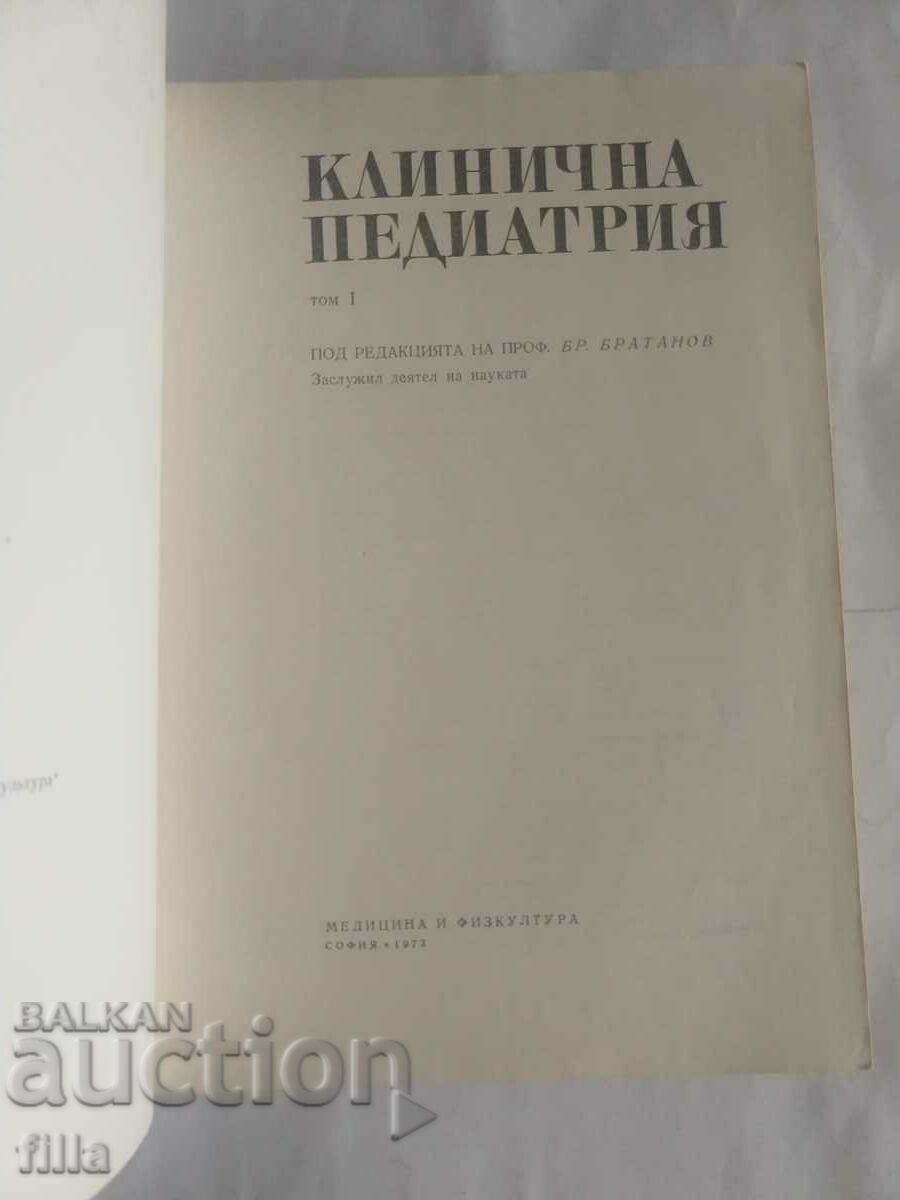 КЛИНИЧНА
ПЕДИАТРИЯ
том I
ПОД РЕДАКЦИЯТА НА ПРОФ. БР. БРАТАНОВ
Заслужил деятел на науката
МЕДИЦИНА И ФИЗКУЛТУРА
СОФИЯ • 1973
BALKAN
auction
filla